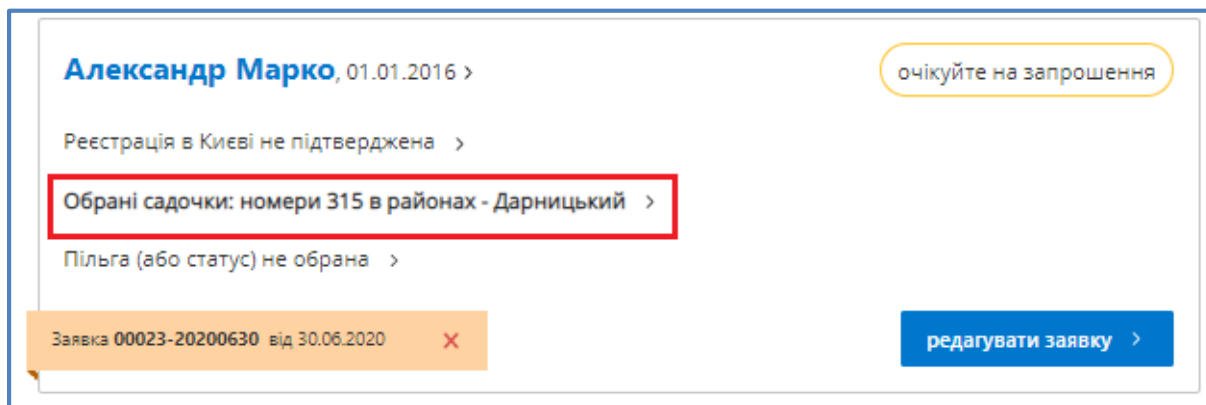 Александр Марко, 01.01.2016 >
очікуйте на запрошення
Реєстрація в Києві не підтверджена >
Обрані садочки: номери 315 в районах - Дарницький >
Пільга (або статус) не обрана >
Заявка 00023-20200630 від 30.06.2020 ×
редагувати заявку >